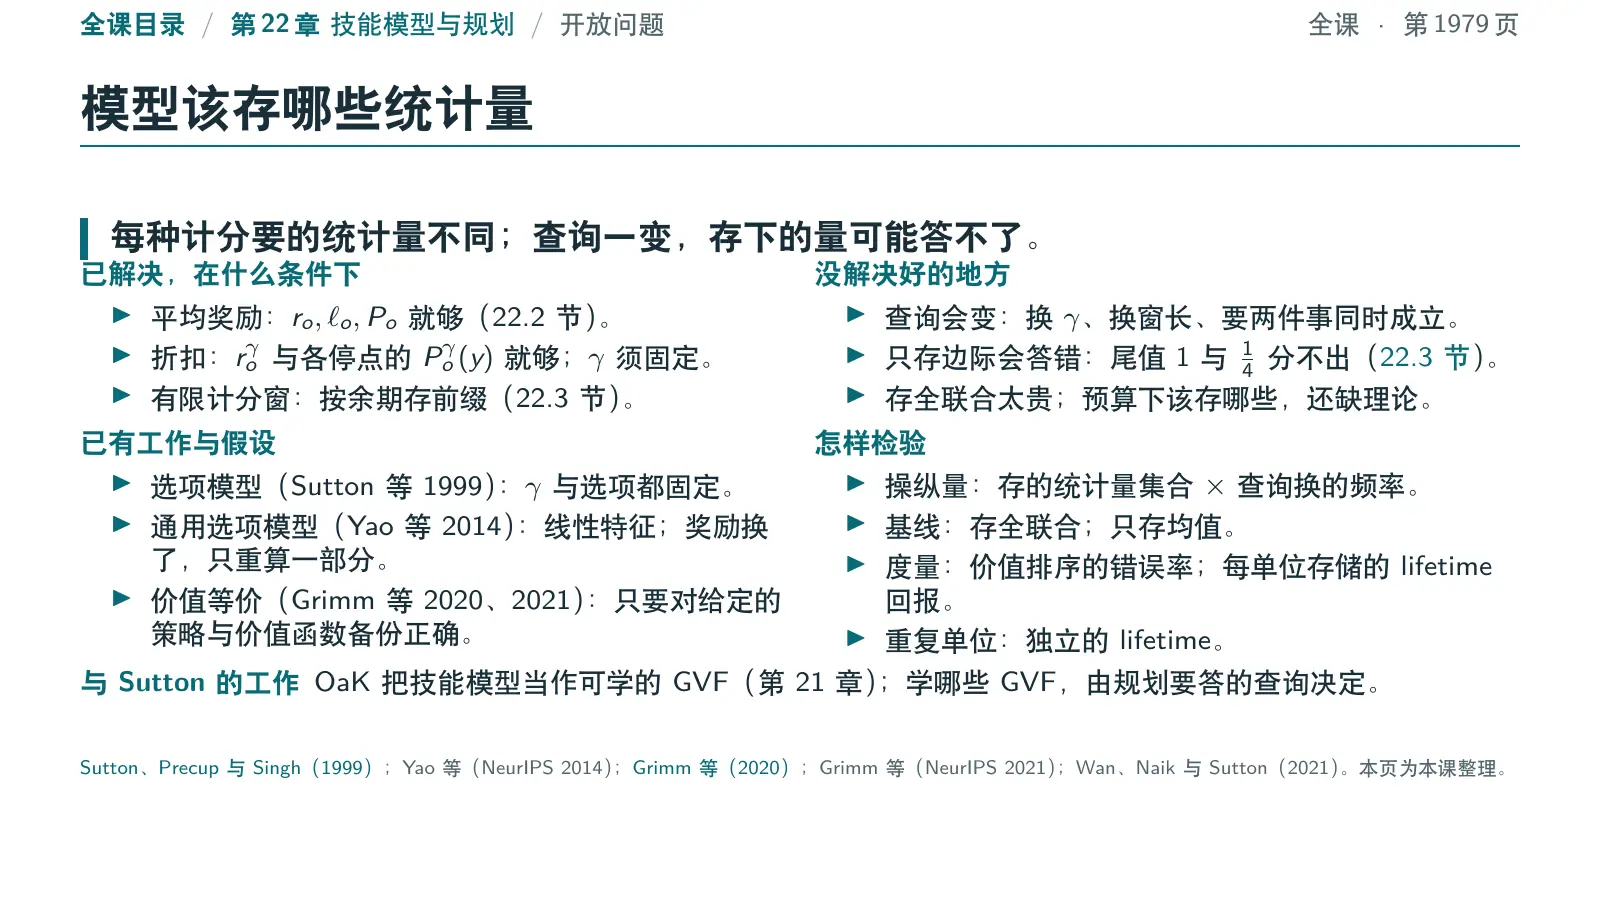 全课目录 / 第 22 章 技能模型与规划 / 开放问题
全课 · 第 1979 页
模型该存哪些统计量
每种计分要的统计量不同；查询一变，存下的量可能答不了。
已解决，在什么条件下
▶ 平均奖励：r_o, ℓ_o, P_o 就够（22.2 节）。
▶ 折扣：r_o^γ 与各停点的 P_o^γ(y) 就够；γ 须固定。
▶ 有限计分窗：按余期存前缀（22.3 节）。
已有工作与假设
▶ 选项模型（Sutton 等 1999）：γ 与选项都固定。
▶ 通用选项模型（Yao 等 2014）：线性特征；奖励换
了，只重算一部分。
▶ 价值等价（Grimm 等 2020、2021）：只要对给定的
策略与价值函数备份正确。
没解决好的地方
▶ 查询会变：换 γ、换窗长、要两件事同时成立。
▶ 只存边际会答错：尾值 1 与 1/4 分不出（22.3 节）。
▶ 存全联合太贵；预算下该存哪些，还缺理论。
怎样检验
▶ 操纵量：存的统计量集合 × 查询换的频率。
▶ 基线：存全联合；只存均值。
▶ 度量：价值排序的错误率；每单位存储的 lifetime
回报。
▶ 重复单位：独立的 lifetime。
与 Sutton 的工作 OaK 把技能模型当作可学的 GVF（第 21 章）；学哪些 GVF，由规划要答的查询决定。
Sutton、Precup 与 Singh（1999）；Yao 等（NeurIPS 2014）；Grimm 等（2020）；Grimm 等（NeurIPS 2021）；Wan、Naik 与 Sutton（2021）。本页为本课整理。